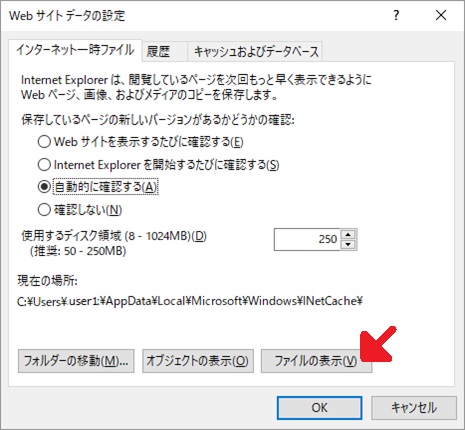 Web サイト データの設定
インターネット一時ファイル 履歴 キャッシュおよびデータベース
Internet Explorer は、閲覧しているページを次回もっと早く表示できるように
Web ページ、画像、およびメディアのコピーを保存します。
保存しているページの新しいバージョンがあるかどうかの確認:
Web サイトを表示するたびに確認する(E)
Internet Explorer を開始するたびに確認する(S)
自動的に確認する(A)
確認しない(N)
使用するディスク領域 (8 - 1024MB)(D) 250
(推奨: 50 - 250MB)
現在の場所:
C:¥Users¥.user1:¥AppData¥Local¥Microsoft¥Windows¥INetCache¥
フォルダーの移動(M)... オブジェクトの表示(O) ファイルの表示(V)
OK キャンセル